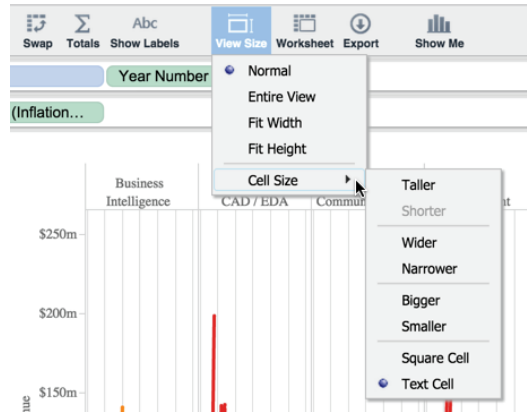 Abc
Swap Totals Show Labels View Size Worksheet Export Show Me
Year Number
(Inflation...
Normal
Entire View
Fit Width
Fit Height
Cell Size
Taller
Shorter
Wider
Narrower
Bigger
Smaller
Square Cell
Text Cell
Business
Intelligence
CAD / EDA
$250m
$200m
$150m